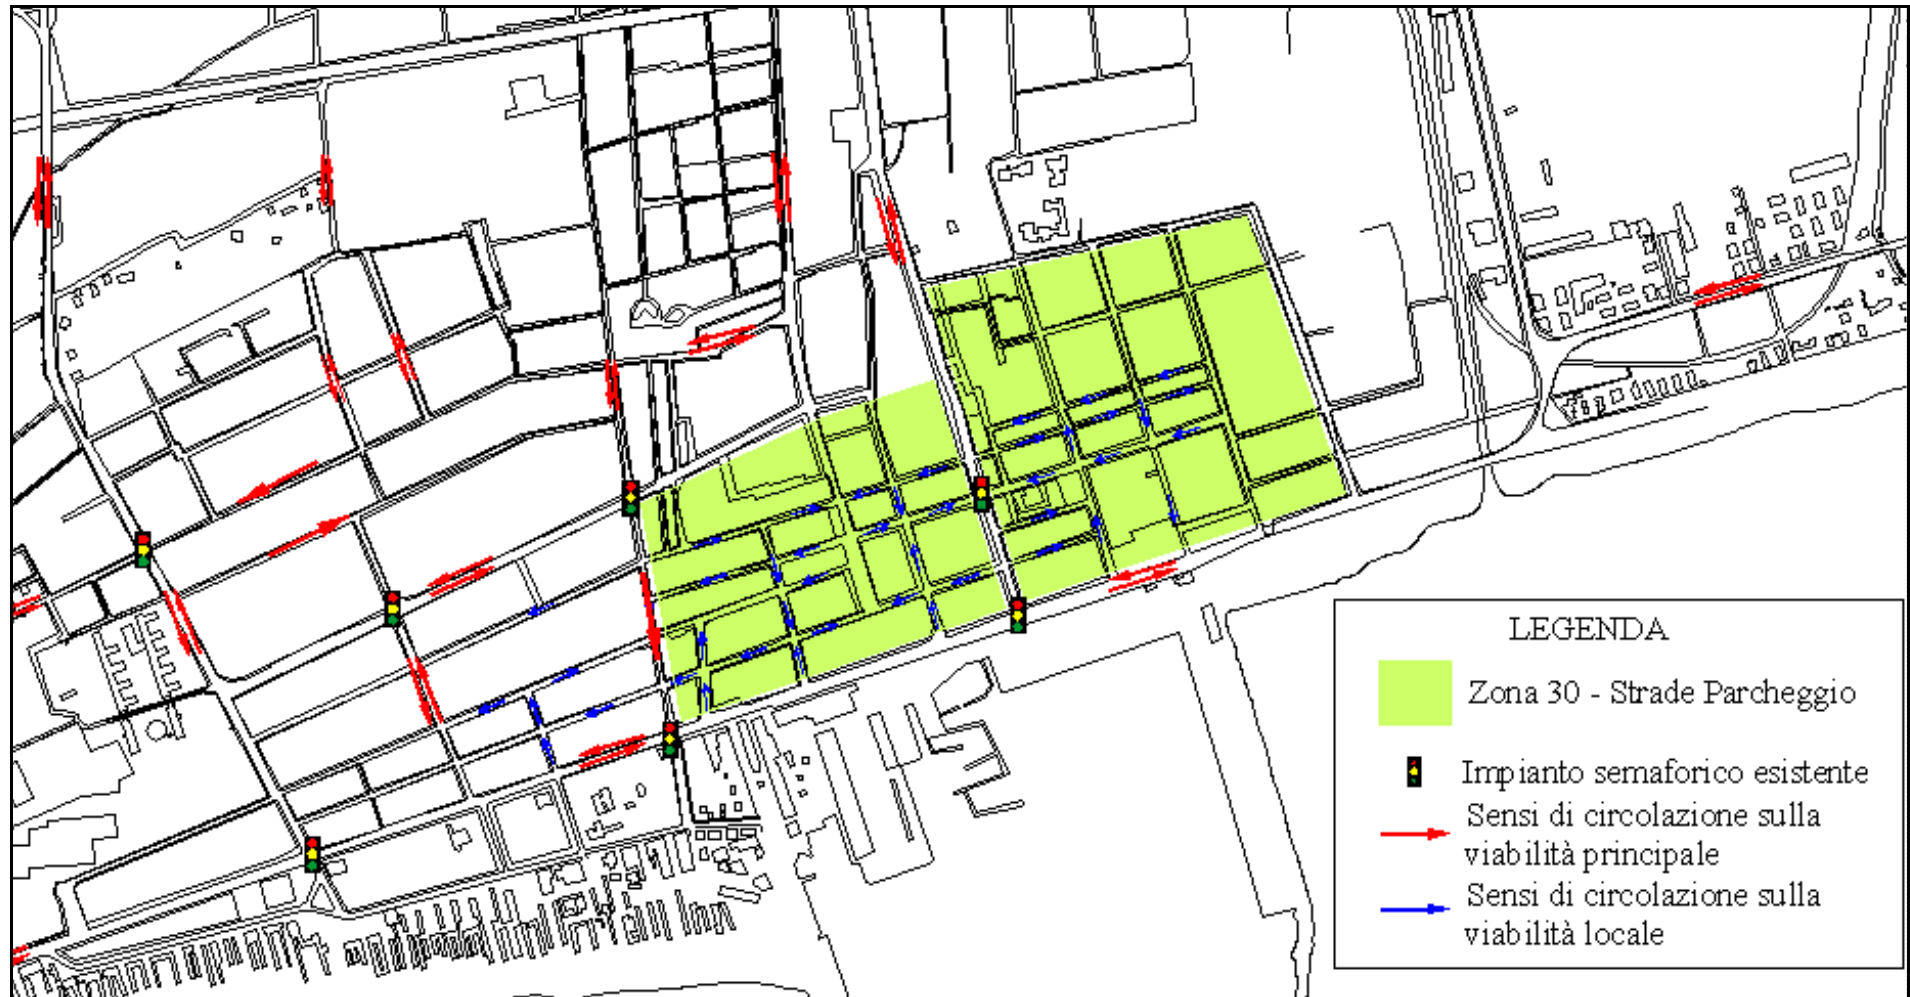 LEGENDA
Zona 30 - Strade Parcheggio
Impianto semaforico esistente
Sensi di circolazione sulla
viabilità principale
Sensi di circolazione sulla
viabilità locale